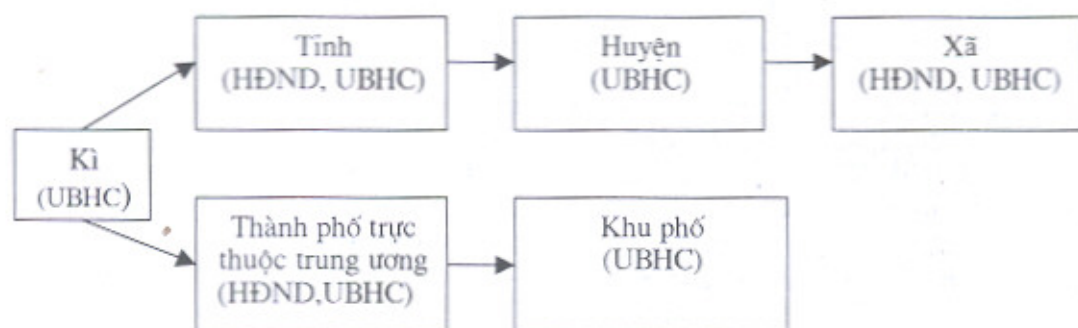 Tỉnh
(HĐND, UBHC)
Huyện
(UBHC)
Xã
(HĐND, UBHC)
Kì
(UBHC)
Thành phố trực
thuộc trung ương
(HĐND,UBHC)
Khu phố
(UBHC)